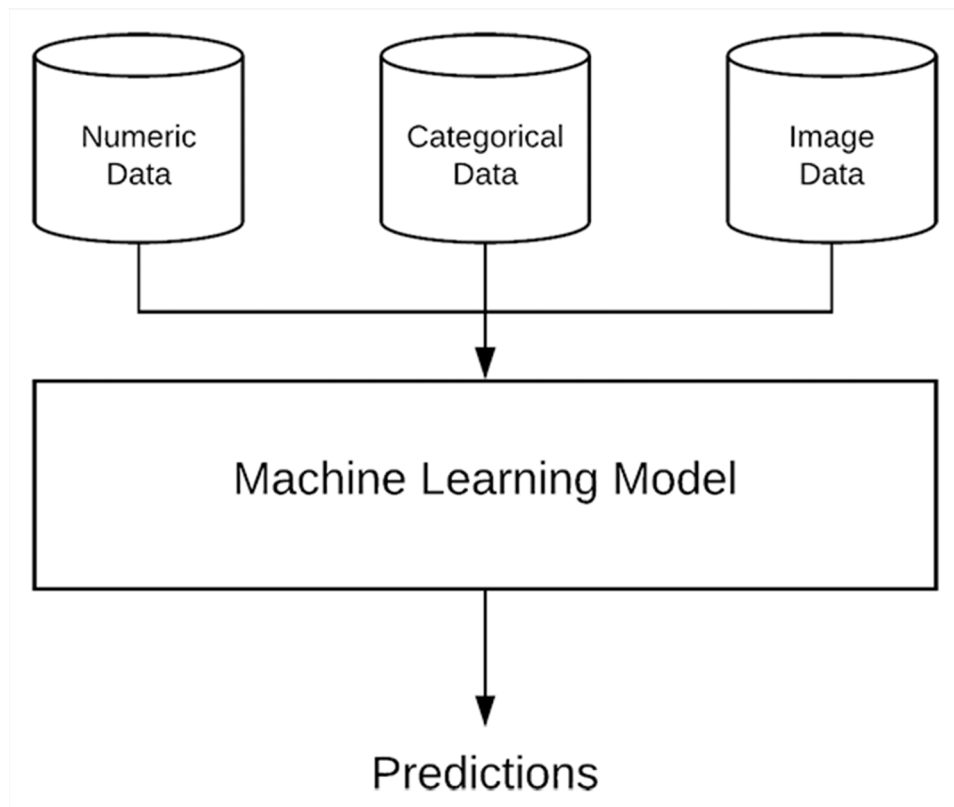 Numeric
Data
Categorical
Data
Image
Data
Machine Learning Model
Predictions